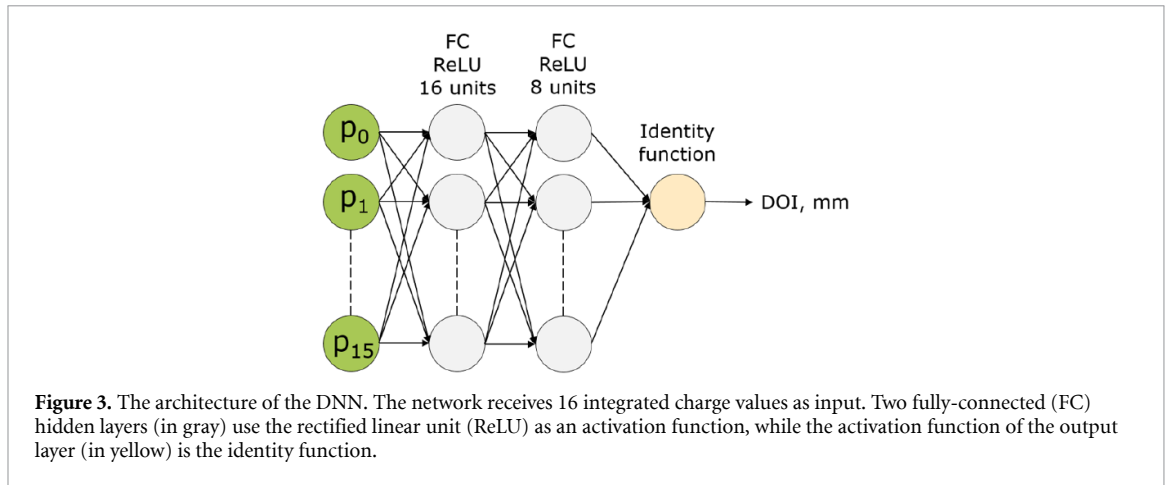 FC
ReLU
16 units
FC
ReLU
8 units
Identity
function
p0
p1
p15
DOI, mm
Figure 3. The architecture of the DNN. The network receives 16 integrated charge values as input. Two fully-connected (FC)
hidden layers (in gray) use the rectified linear unit (ReLU) as an activation function, while the activation function of the output
layer (in yellow) is the identity function.